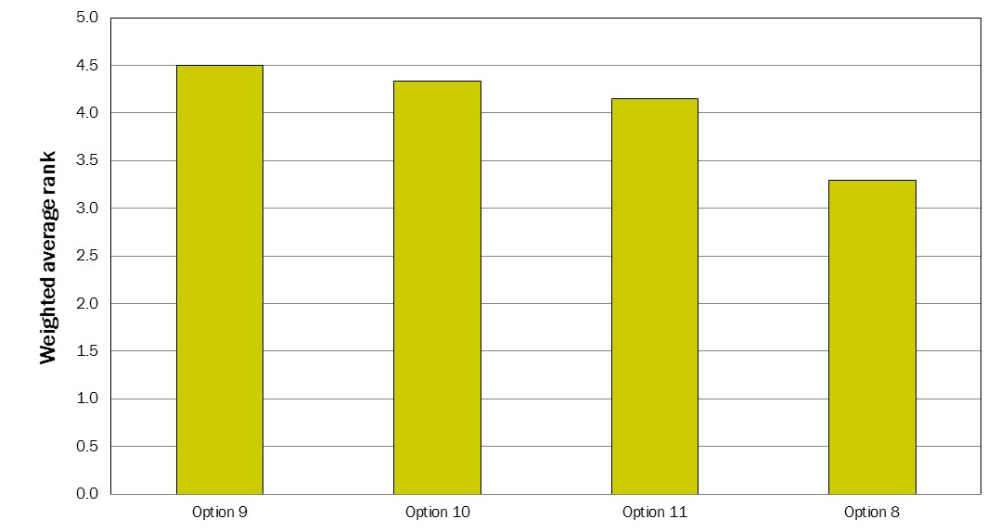 5.0
4.5
4.0
3.5
3.0
2.5
2.0
1.5
1.0
0.5
0.0
Weighted average rank
Option 9
Option 10
Option 11
Option 8